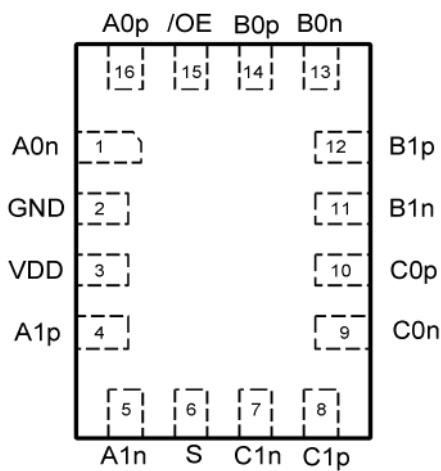 A0p /OE B0p B0n
16 15 14 13
A0n 1 12 B1p
GND 2 11 B1n
VDD 3 10 C0p
A1p 4 9 C0n
5 6 7 8
A1n S C1n C1p